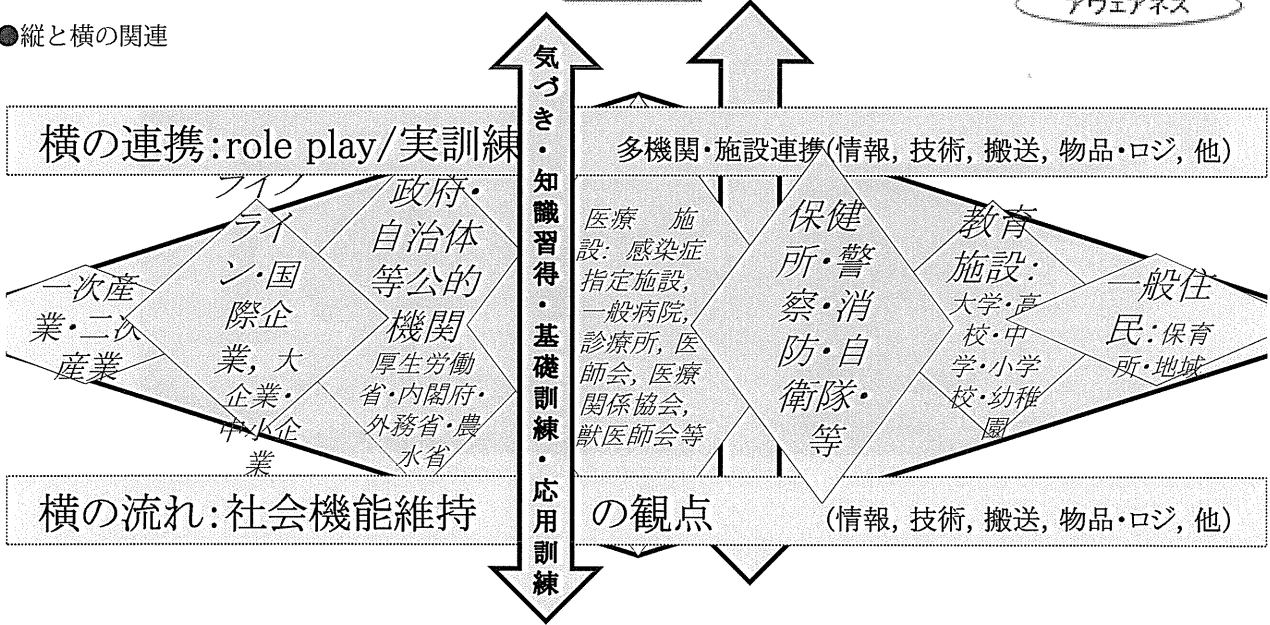 アウェアネス
●縦と横の関連
横の連携:role play/実訓練
多機関・施設連携(情報, 技術, 搬送, 物品・ロジ, 他)
気づき・知識習得・基礎訓練・応用訓練
一次産
業・二次
産業
ライフ
ライ
ン・国
際企
業, 大
企業・
中小企
業
政府・
自治体
等公的
機関
厚生労働
省・内閣府・
外務省・農
水省
医療 施
設: 感染症
指定施設,
一般病院,
診療所, 医
師会, 医療
関係協会,
獣医師会等
保健
所・警
察・消
防・自
衛隊・
等
教育
施設:
大学・高
校・中
学・小学
校・幼稚
園
一般住
民:保育
所・地域
横の流れ:社会機能維持 の観点 (情報, 技術, 搬送, 物品・ロジ, 他)